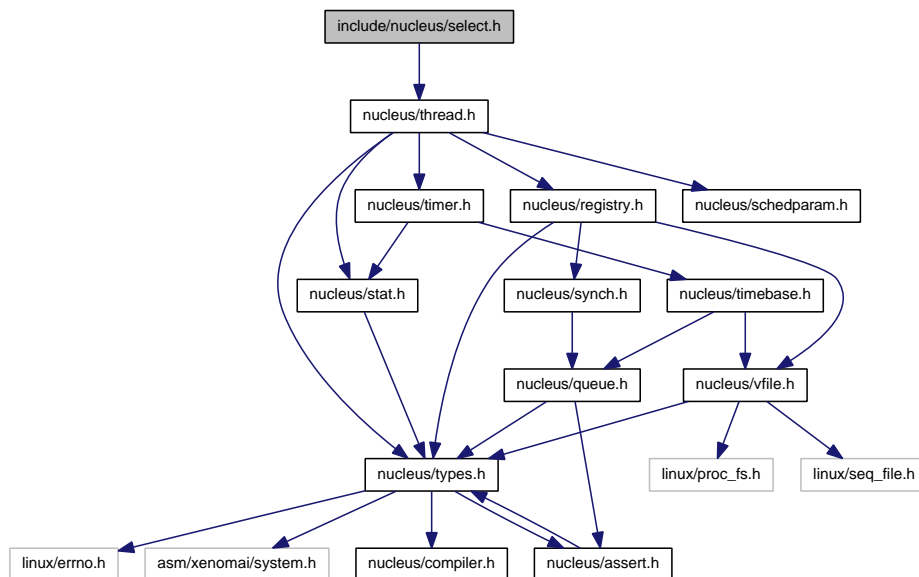 include/nucleus/select.h
nucleus/thread.h
nucleus/timer.h
nucleus/registry.h
nucleus/schedparam.h
nucleus/stat.h
nucleus/synch.h
nucleus/timebase.h
nucleus/queue.h
nucleus/vfile.h
nucleus/types.h
linux/proc_fs.h
linux/seq_file.h
linux/errno.h
asm/xenomai/system.h
nucleus/compiler.h
nucleus/assert.h